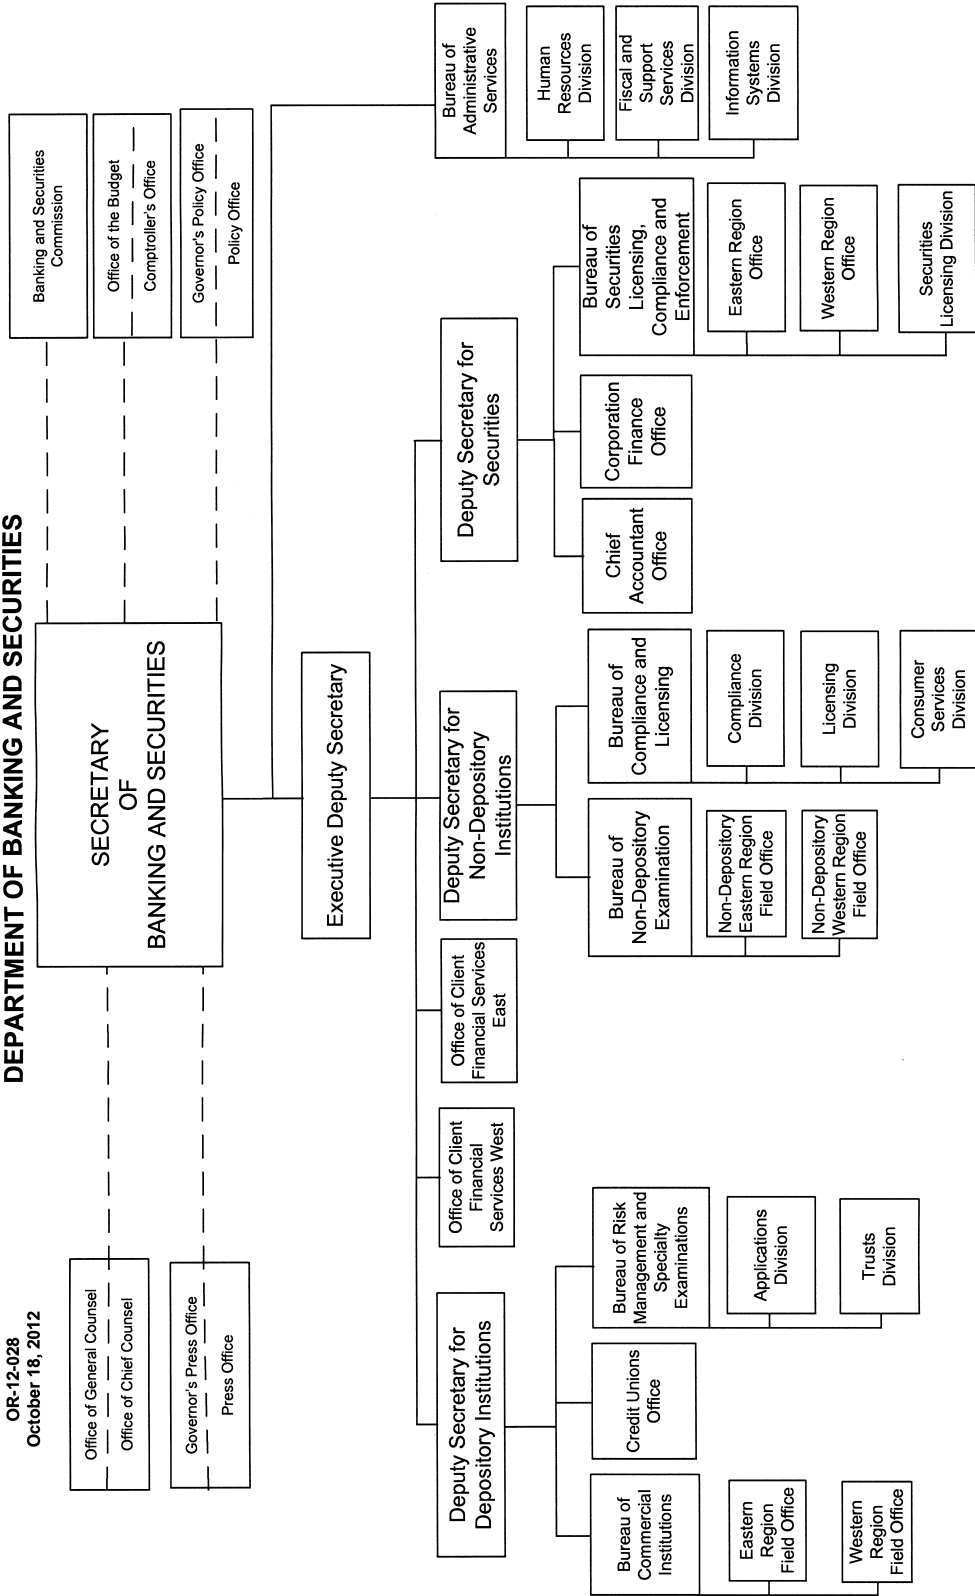 OR-12-028
October 18, 2012
DEPARTMENT OF BANKING AND SECURITIES
Office of General Counsel
Office of Chief Counsel
Governor's Press Office
Press Office
SECRETARY
OF
BANKING AND SECURITIES
Banking and Securities
Commission
Office of the Budget
Comptroller's Office
Governor's Policy Office
Policy Office
Executive Deputy Secretary
Deputy Secretary for
Depository Institutions
Office of Client
Financial
Services West
Office of Client
Financial Services
East
Deputy Secretary for
Non-Depository
Institutions
Deputy Secretary for
Securities
Bureau of
Administrative
Services
Human
Resources
Division
Fiscal and
Support
Services
Division
Information
Systems
Division
Bureau of
Commercial
Institutions
Eastern
Region
Field Office
Western
Region
Field Office
Credit Unions
Office
Bureau of Risk
Management and
Specialty
Examinations
Applications
Division
Trusts
Division
Bureau of
Non-Depository
Examination
Non-Depository
Eastern Region
Field Office
Non-Depository
Western Region
Field Office
Bureau of
Compliance and
Licensing
Compliance
Division
Licensing
Division
Consumer
Services
Division
Chief
Accountant
Office
Corporation
Finance
Office
Bureau of
Securities
Licensing,
Compliance and
Enforcement
Eastern Region
Office
Western Region
Office
Securities
Licensing Division